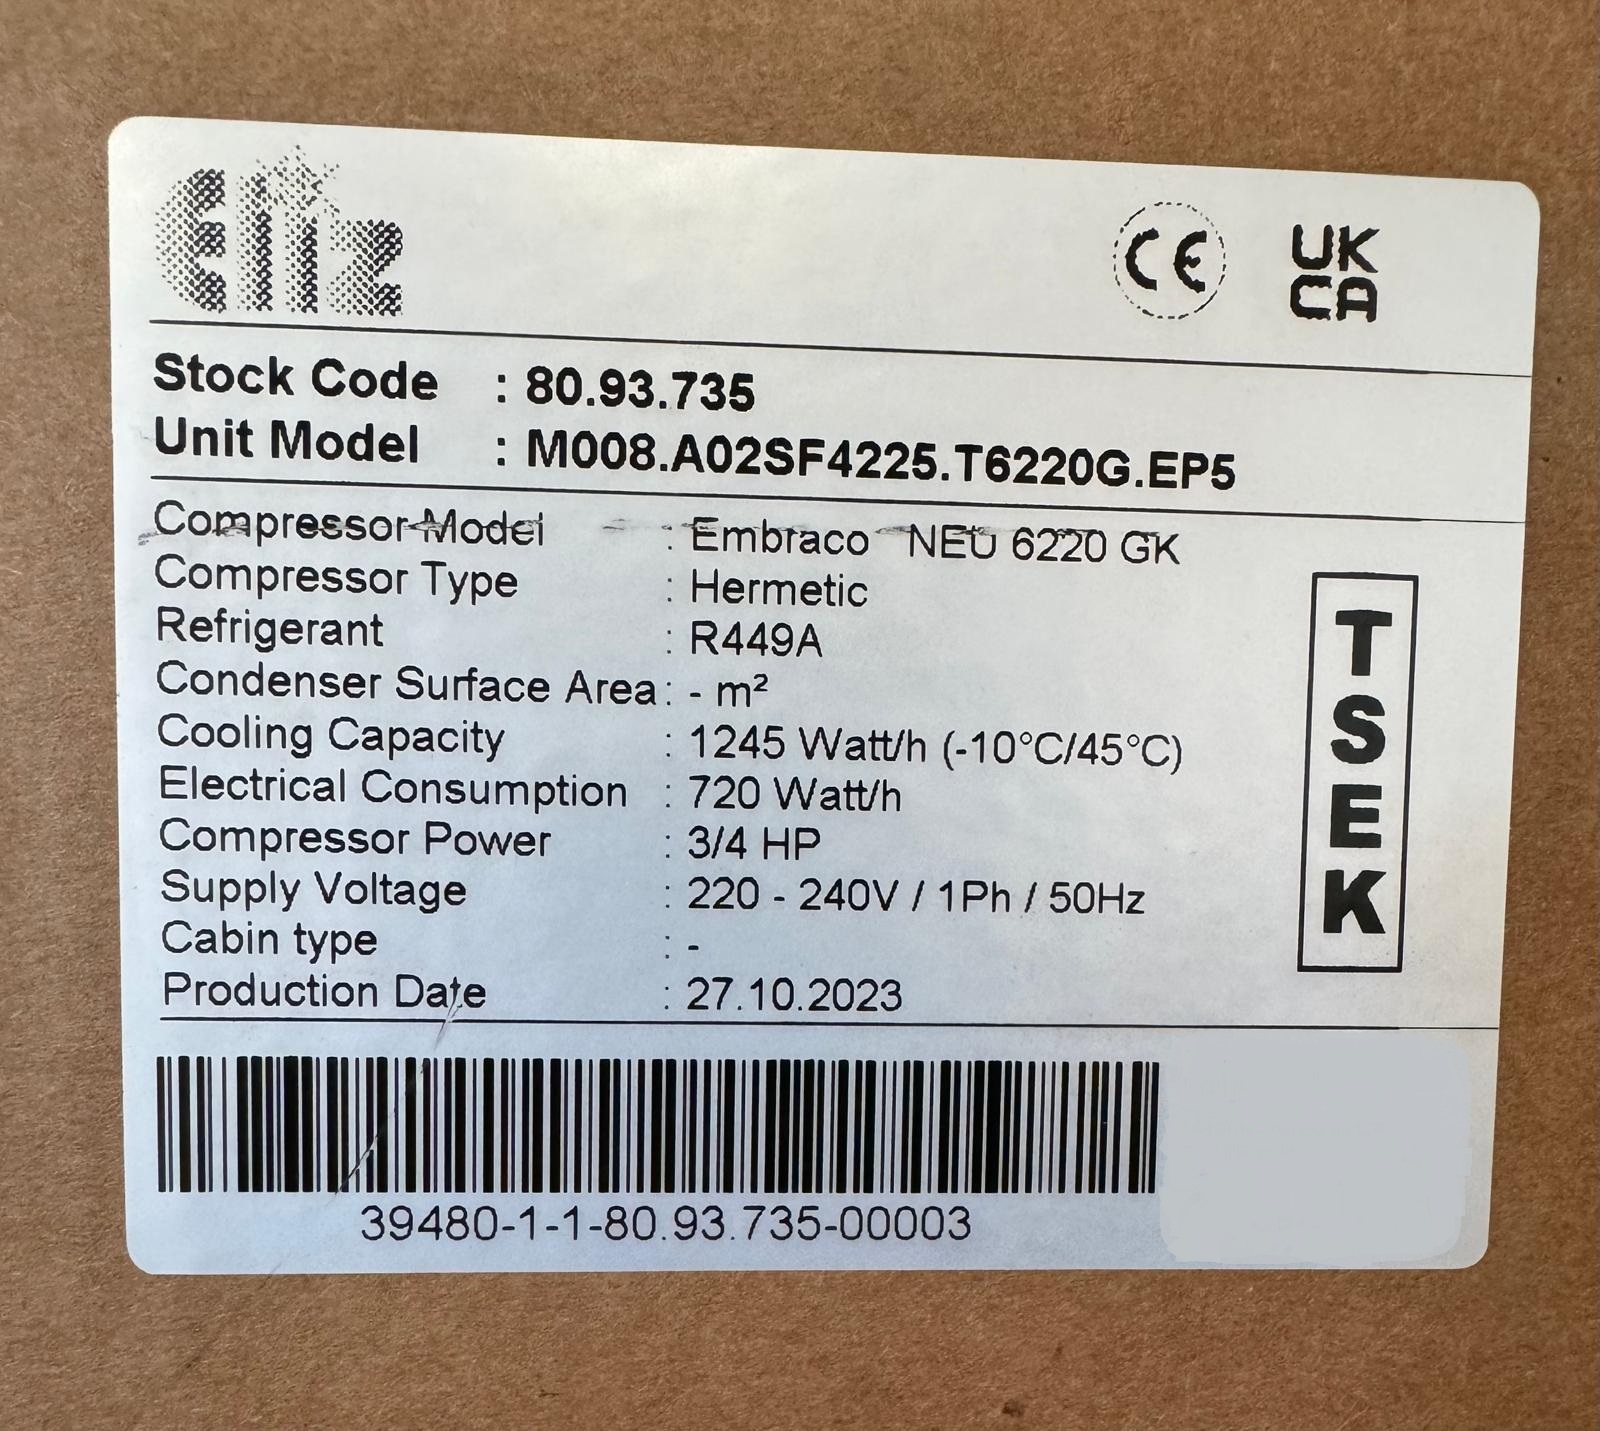 Eliz
CE
UK
CA
Stock Code : 80.93.735
Unit Model : M008.A02SF4225.T6220G.EP5
Compressor Model : Embraco NEU 6220 GK
Compressor Type : Hermetic
Refrigerant : R449A
Condenser Surface Area : - m²
Cooling Capacity : 1245 Watt/h (-10°C/45°C)
Electrical Consumption : 720 Watt/h
Compressor Power : 3/4 HP
Supply Voltage : 220 - 240V / 1Ph / 50Hz
Cabin type : -
Production Date : 27.10.2023
TSEK
39480-1-1-80.93.735-00003